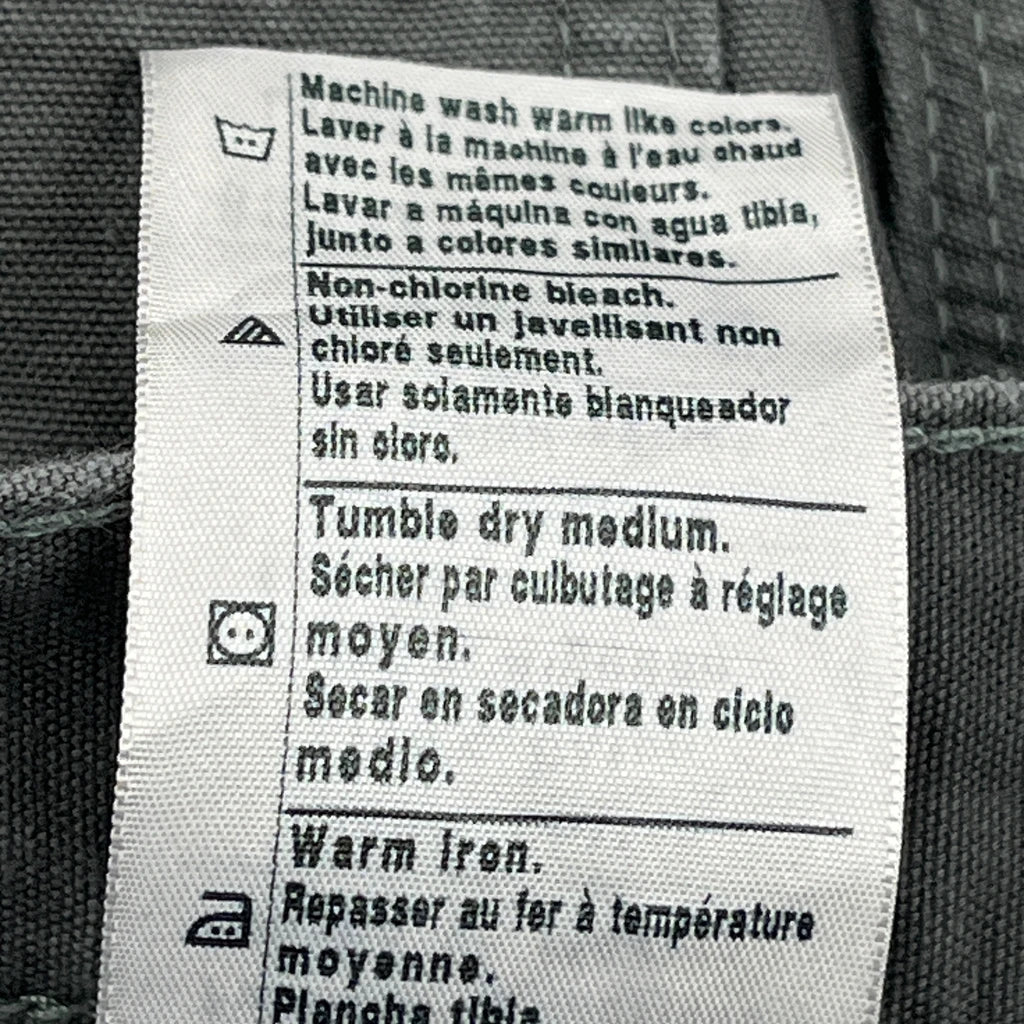 Machine wash warm like colors.
Laver à la machine à l'eau chaud
avec les mêmes couleurs.
Lavar a máquina con agua tibia,
junto a colores similares.
Non-chlorine bleach.
Utiliser un javellisant non
chloré seulement.
Usar solamente blanqueador
sin cloro.
Tumble dry medium.
Sécher par culbutage à réglage
moyen.
Secar en secadora en ciclo
medio.
Warm iron.
Repasser au fer à température
moyenne.
Plancha tibia